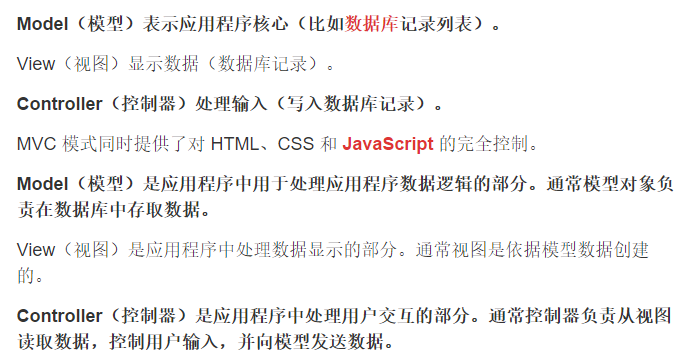 Model（模型）表示应用程序核心（比如数据库记录列表）。
View（视图）显示数据（数据库记录）。
Controller（控制器）处理输入（写入数据库记录）。
MVC 模式同时提供了对 HTML、CSS 和 JavaScript 的完全控制。
Model（模型）是应用程序中用于处理应用程序数据逻辑的部分。通常模型对象负
责在数据库中存取数据。
View（视图）是应用程序中处理数据显示的部分。通常视图是依据模型数据创建
的。
Controller（控制器）是应用程序中处理用户交互的部分。通常控制器负责从视图
读取数据，控制用户输入，并向模型发送数据。